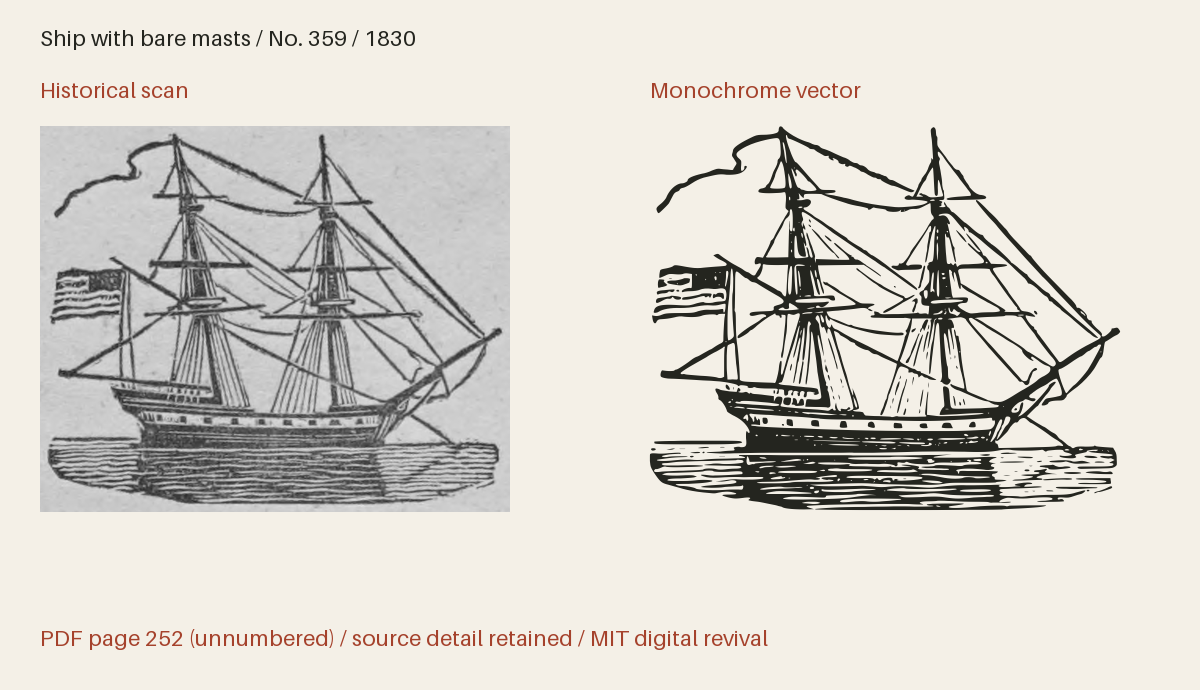 Ship with bare masts / No. 359 / 1830
Historical scan
Monochrome vector
PDF page 252 (unnumbered) / source detail retained / MIT digital revival